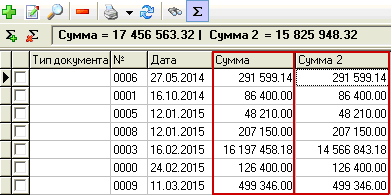 Σ
Σ Σ Сумма = 17 456 563.32 | Сумма 2 = 15 825 948.32
Тип документа № Дата Сумма Сумма 2
0006 27.05.2014 291 599.14 291 599.14
0001 16.10.2014 86 400.00 86 400.00
0005 12.01.2015 48 210.00 48 210.00
0008 12.01.2015 207 150.00 207 150.00
0003 16.02.2015 16 197 458.18 14 566 843.18
0000 24.02.2015 126 400.00 126 400.00
0009 11.03.2015 499 346.00 499 346.00